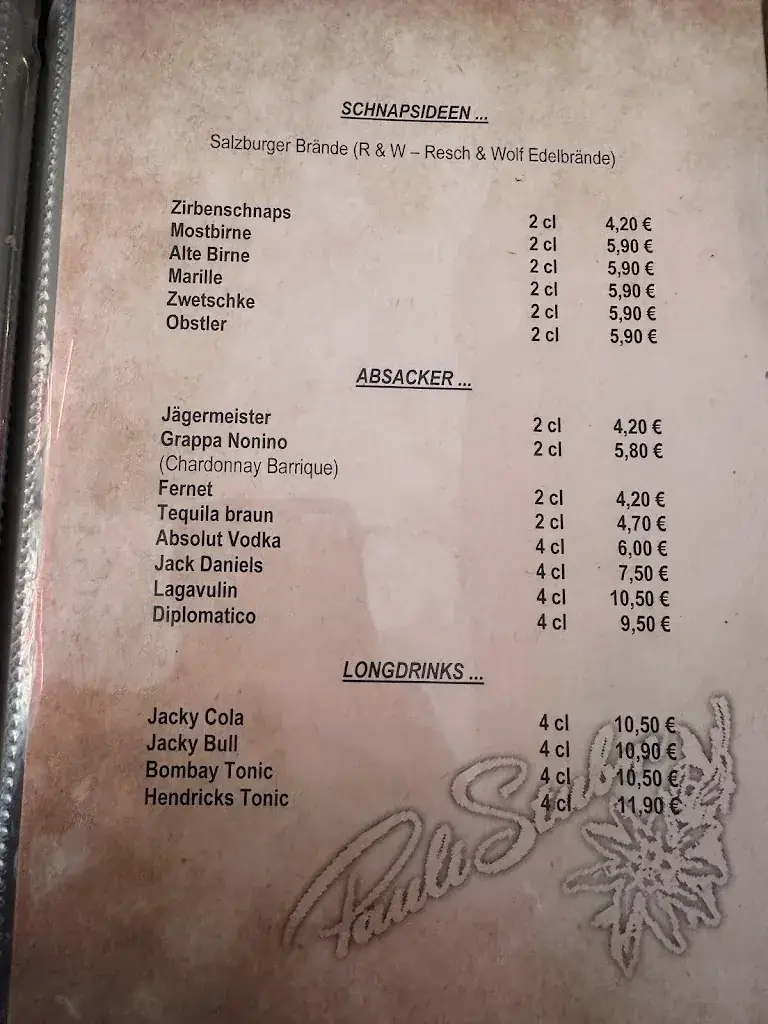 SCHNAPSIDEEN ...
Salzburger Brände (R & W – Resch & Wolf Edelbrände)
Zirbenschnaps 2 cl 4,20 €
Mostbirne 2 cl 5,90 €
Alte Birne 2 cl 5,90 €
Marille 2 cl 5,90 €
Zwetschke 2 cl 5,90 €
Obstler 2 cl 5,90 €
ABSACKER ...
Jägermeister 2 cl 4,20 €
Grappa Nonino 2 cl 5,80 €
(Chardonnay Barrique)
Fernet 2 cl 4,20 €
Tequila braun 2 cl 4,70 €
Absolut Vodka 4 cl 6,00 €
Jack Daniels 4 cl 7,50 €
Lagavulin 4 cl 10,50 €
Diplomatico 4 cl 9,50 €
LONGDRINKS ...
Jacky Cola 4 cl 10,50 €
Jacky Bull 4 cl 10,90 €
Bombay Tonic 4 cl 10,50 €
Hendricks Tonic 4 cl 11,90 €